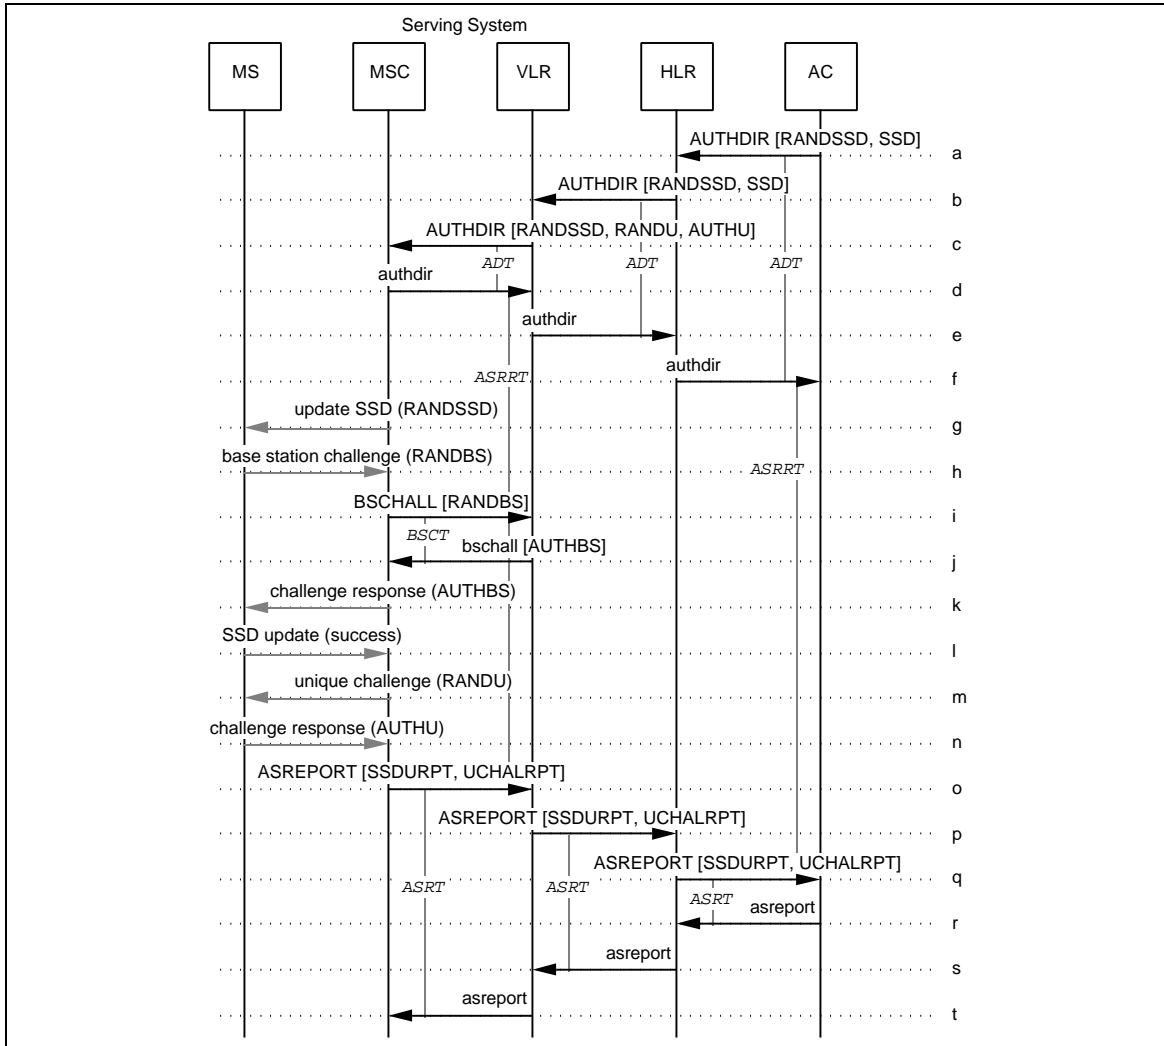 Serving System
MS
MSC
VLR
HLR
AC
AUTHDIR [RANDSSD, SSD]
a
AUTHDIR [RANDSSD, SSD]
b
AUTHDIR [RANDSSD, RANDU, AUTHU]
c
ADT
ADT
ADT
authdir
d
authdir
e
authdir
f
ASRRT
update SSD (RANDSSD)
g
base station challenge (RANDBS)
h
ASRRT
BSCHALL [RANDBS]
i
BSCT
bschall [AUTHBS]
j
challenge response (AUTHBS)
k
SSD update (success)
l
unique challenge (RANDU)
m
challenge response (AUTHU)
n
ASREPORT [SSDURPT, UCHALRPT]
o
ASREPORT [SSDURPT, UCHALRPT]
p
ASREPORT [SSDURPT, UCHALRPT]
q
ASRT
ASRT
ASRT
asreport
r
asreport
s
asreport
t